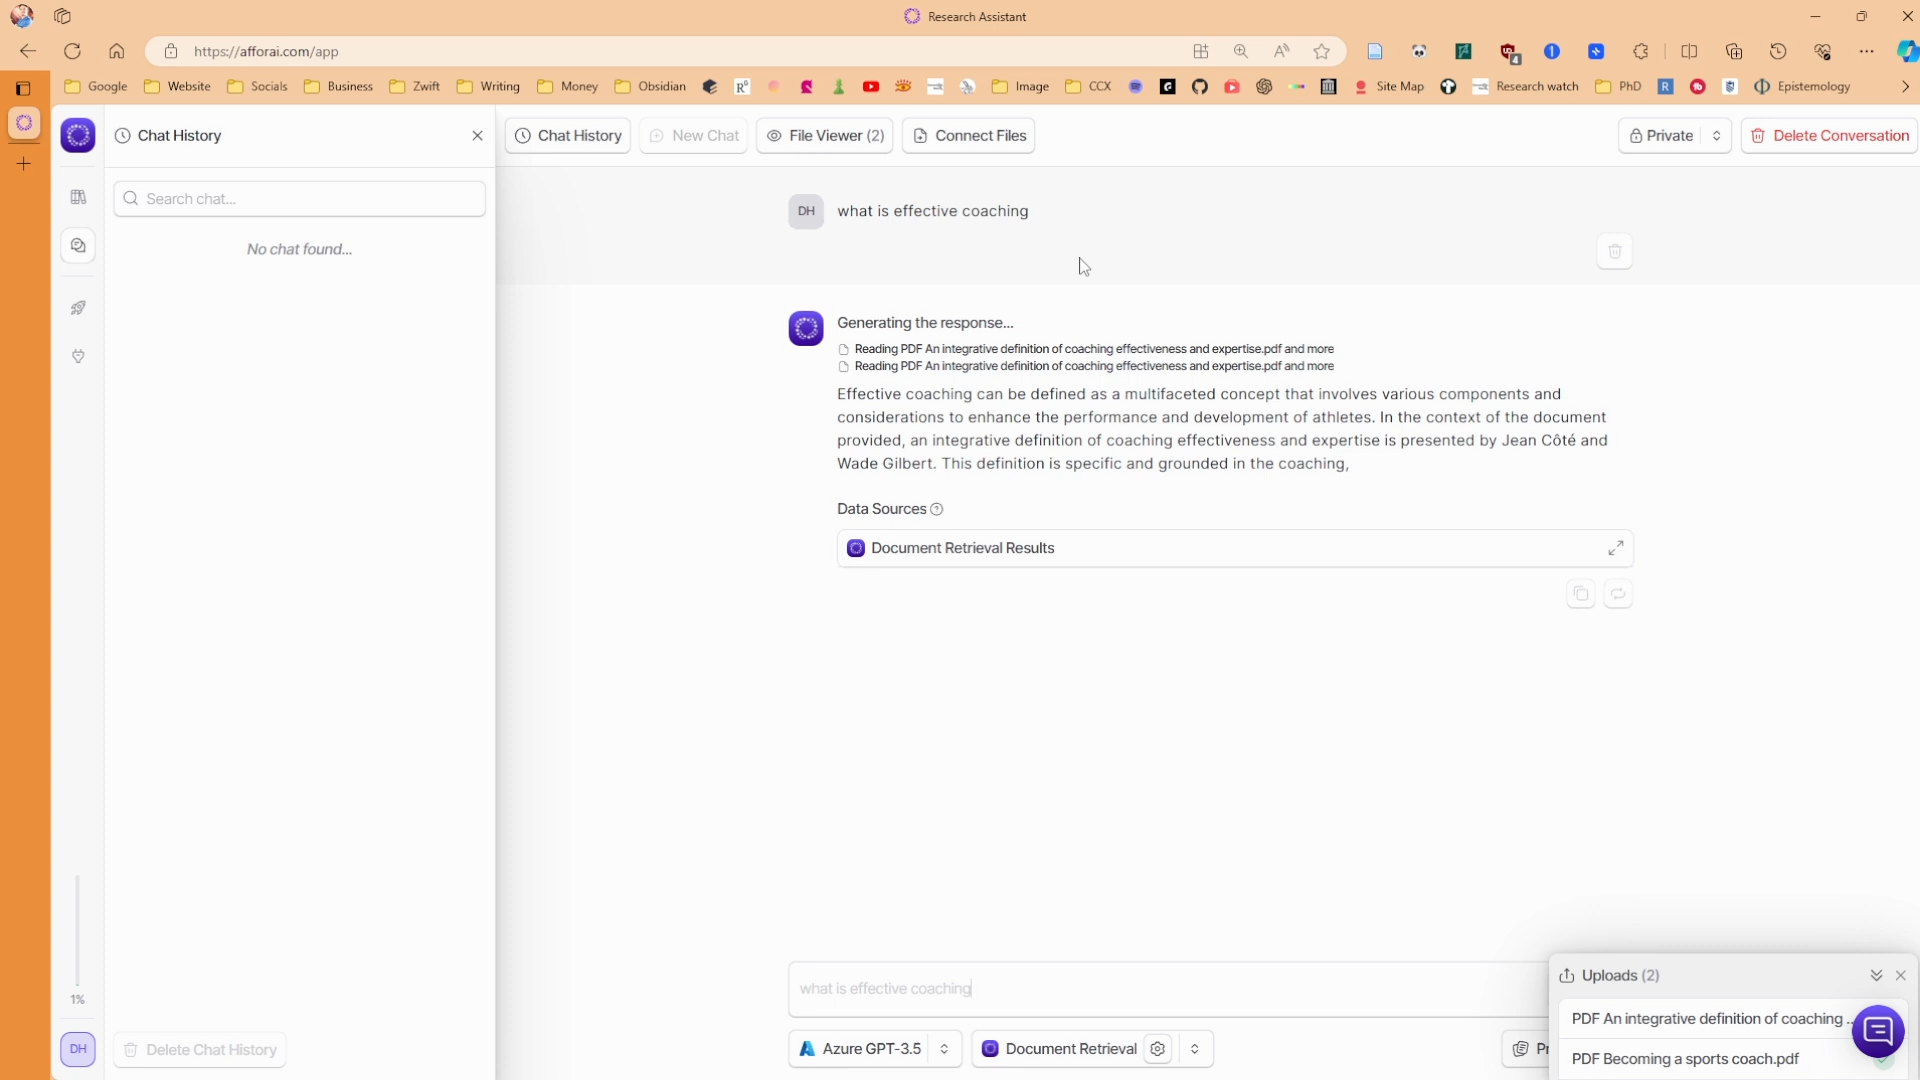 Research Assistant
https://afforai.com/app
4
Google
Website
Socials
Business
Zwift
Writing
Money
Obsidian
Image
CCX
Site Map
Research watch
PhD
R
Epistemology
Chat History
Chat History
New Chat
File Viewer (2)
Connect Files
Private
Delete Conversation
Search chat...
No chat found...
DH
what is effective coaching
Generating the response...
Reading PDF An integrative definition of coaching effectiveness and expertise.pdf and more
Reading PDF An integrative definition of coaching effectiveness and expertise.pdf and more
Effective coaching can be defined as a multifaceted concept that involves various components and
considerations to enhance the performance and development of athletes. In the context of the document
provided, an integrative definition of coaching effectiveness and expertise is presented by Jean Côté and
Wade Gilbert. This definition is specific and grounded in the coaching,
Data Sources
Document Retrieval Results
what is effective coaching
Azure GPT-3.5
Document Retrieval
Pr
Uploads (2)
PDF An integrative definition of coaching ...
PDF Becoming a sports coach.pdf
1%
DH
Delete Chat History